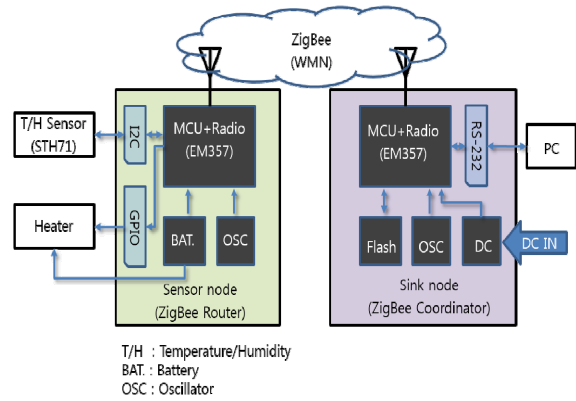 ZigBee
(WMN)
T/H Sensor
(STH71)
I2C
MCU+Radio
(EM357)
Heater
GPIO
BAT.
OSC
Sensor node
(ZigBee Router)
MCU+Radio
(EM357)
RS-232
PC
Flash
OSC
DC
DC IN
Sink node
(ZigBee Coordinator)
T/H : Temperature/Humidity
BAT. : Battery
OSC : Oscillator